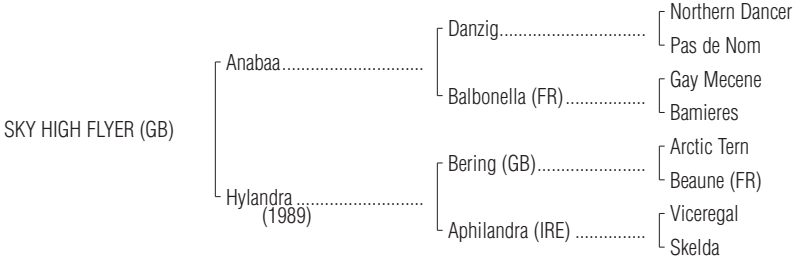 Northern Dancer
Danzig..............................
Pas de Nom
Anabaa.............................
Gay Mecene
Balbonella (FR)................
Bamieres
SKY HIGH FLYER (GB)
Arctic Tern
Bering (GB)......................
Beaune (FR)
Hylandra ..........................
(1989)
Viceregal
Aphilandra (IRE) ..............
Skelda